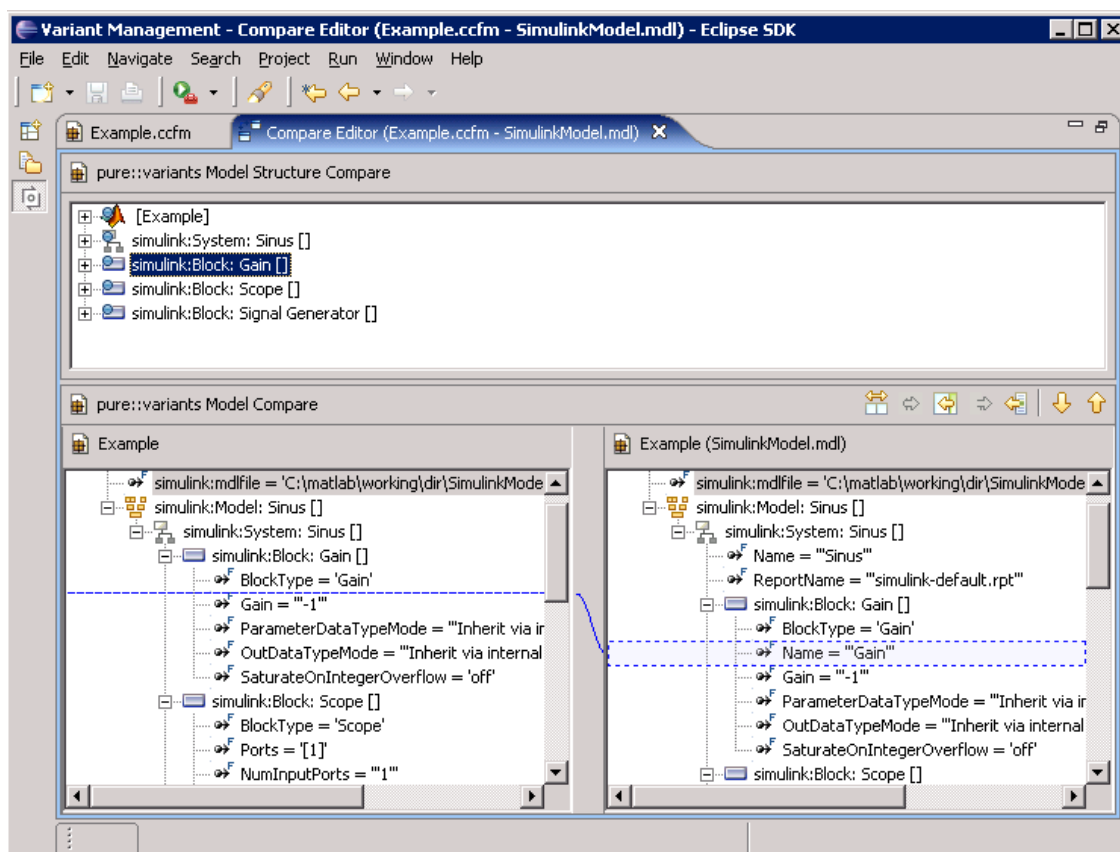 Variant Management - Compare Editor (Example.ccfm - SimulinkModel.mdl) - Eclipse SDK
File Edit Navigate Search Project Run Window Help
Example.ccfm Compare Editor (Example.ccfm - SimulinkModel.mdl)
pure::variants Model Structure Compare
[Example]
simulink:System: Sinus []
simulink:Block: Gain []
simulink:Block: Scope []
simulink:Block: Signal Generator []
pure::variants Model Compare
Example
simulink:mdlfile = 'C:\matlab\working\dir\SimulinkMode
simulink:Model: Sinus []
simulink:System: Sinus []
simulink:Block: Gain []
F BlockType = 'Gain'
F Gain = '"-1"'
F ParameterDataTypeMode = '"Inherit via ir
F OutDataTypeMode = '"Inherit via internal
F SaturateOnIntegerOverflow = 'off'
simulink:Block: Scope []
F BlockType = 'Scope'
F Ports = '[1]'
F NumInputPorts = '"1"'
Example (SimulinkModel.mdl)
F simulink:mdlfile = 'C:\matlab\working\dir\SimulinkMode
simulink:Model: Sinus []
simulink:System: Sinus []
F Name = '"Sinus"'
F ReportName = '"simulink-default.rpt"'
simulink:Block: Gain []
F BlockType = 'Gain'
F Name = '"Gain"'
F Gain = '"-1"'
F ParameterDataTypeMode = '"Inherit via ir
F OutDataTypeMode = '"Inherit via internal
F SaturateOnIntegerOverflow = 'off'
simulink:Block: Scope []